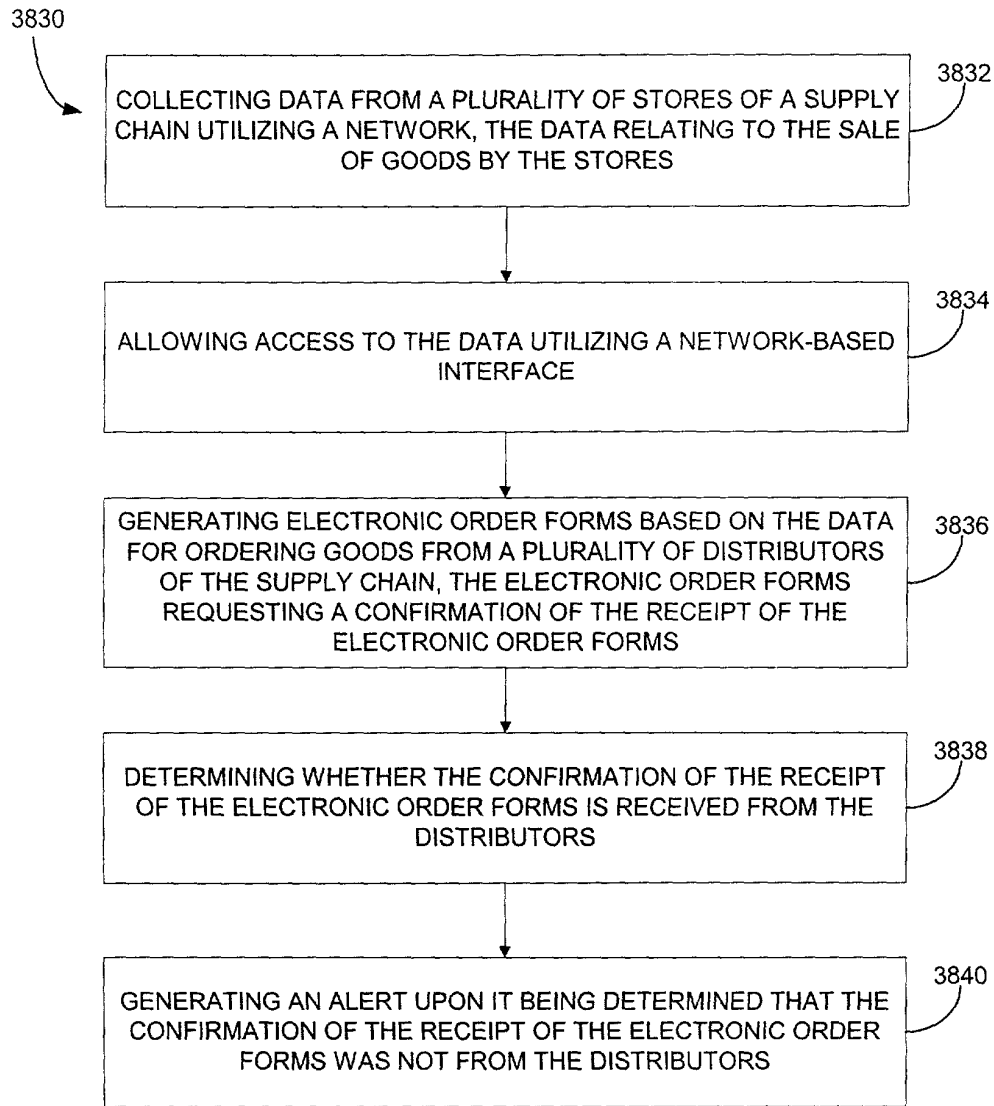 3830
COLLECTING DATA FROM A PLURALITY OF STORES OF A SUPPLY
CHAIN UTILIZING A NETWORK, THE DATA RELATING TO THE SALE
OF GOODS BY THE STORES
3832
ALLOWING ACCESS TO THE DATA UTILIZING A NETWORK-BASED
INTERFACE
3834
GENERATING ELECTRONIC ORDER FORMS BASED ON THE DATA
FOR ORDERING GOODS FROM A PLURALITY OF DISTRIBUTORS
OF THE SUPPLY CHAIN, THE ELECTRONIC ORDER FORMS
REQUESTING A CONFIRMATION OF THE RECEIPT OF THE
ELECTRONIC ORDER FORMS
3836
DETERMINING WHETHER THE CONFIRMATION OF THE RECEIPT
OF THE ELECTRONIC ORDER FORMS IS RECEIVED FROM THE
DISTRIBUTORS
3838
GENERATING AN ALERT UPON IT BEING DETERMINED THAT THE
CONFIRMATION OF THE RECEIPT OF THE ELECTRONIC ORDER
FORMS WAS NOT FROM THE DISTRIBUTORS
3840